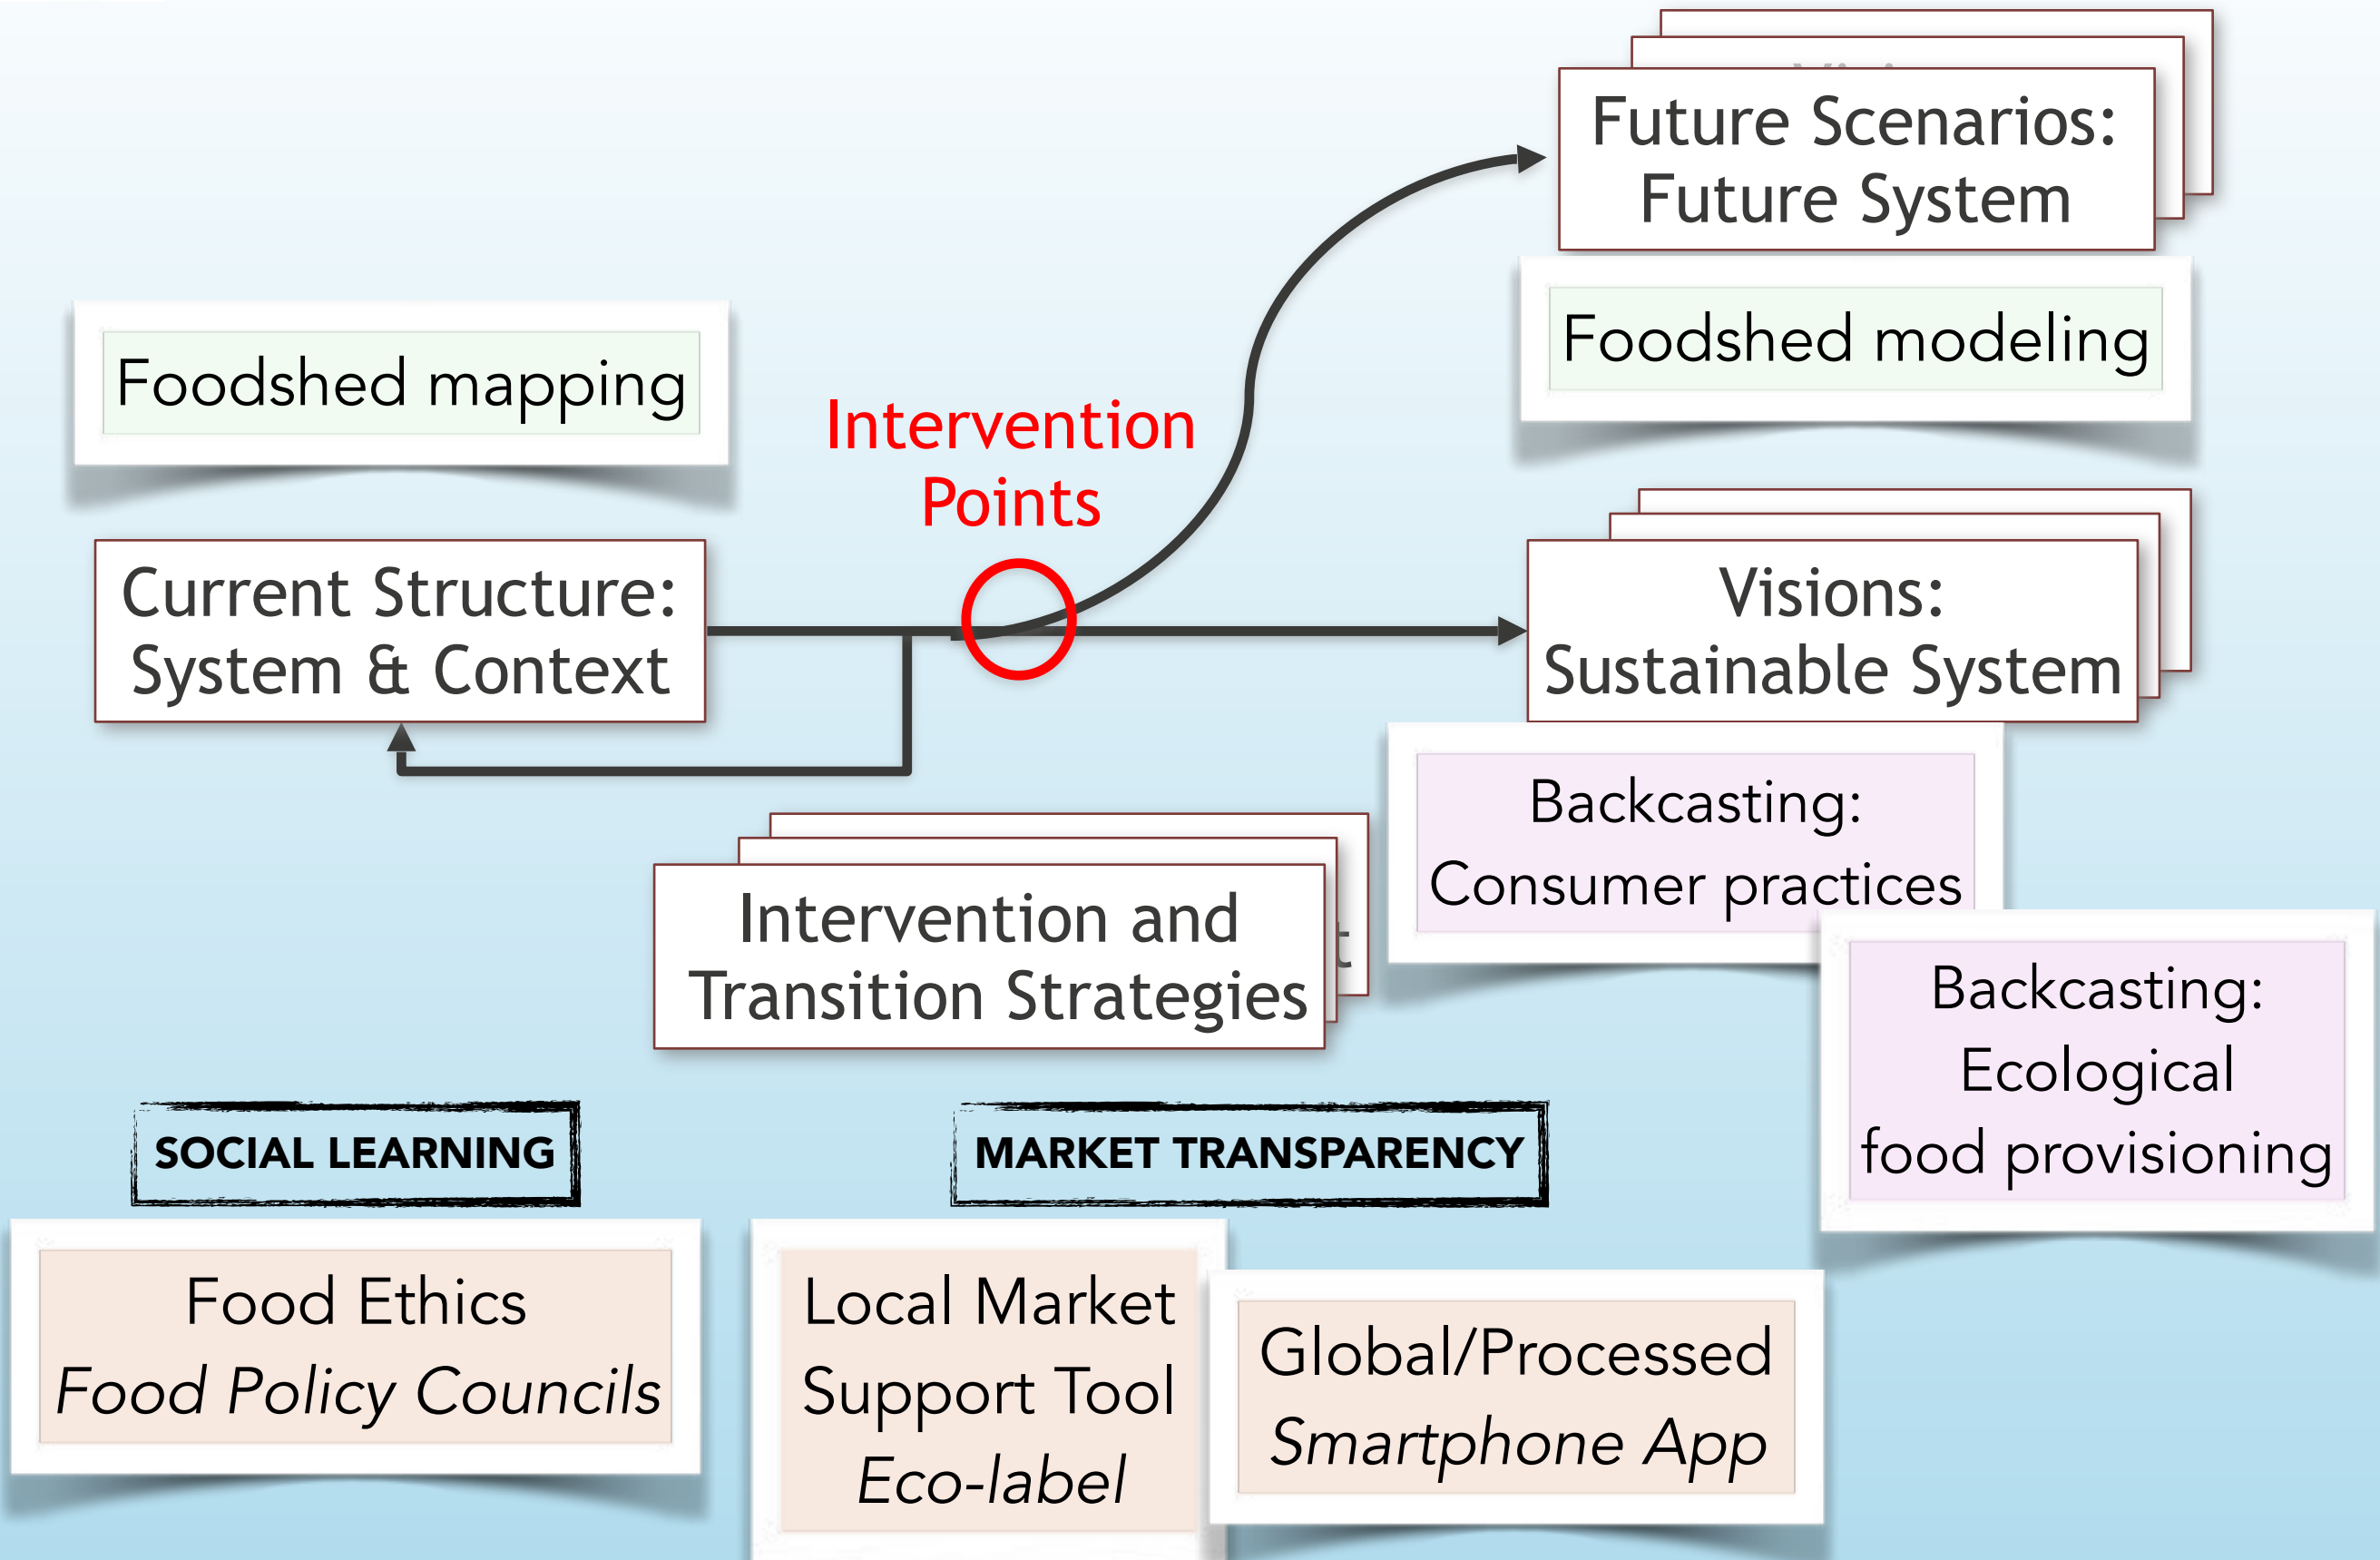 Future Scenarios:
Future System
Foodshed modeling
Foodshed mapping
Intervention
Points
Current Structure:
System & Context
Visions:
Sustainable System
Backcasting:
Consumer practices
Intervention and
Transition Strategies
Backcasting:
Ecological
food provisioning
SOCIAL LEARNING
MARKET TRANSPARENCY
Food Ethics
Food Policy Councils
Local Market
Support Tool
Eco-label
Global/Processed
Smartphone App